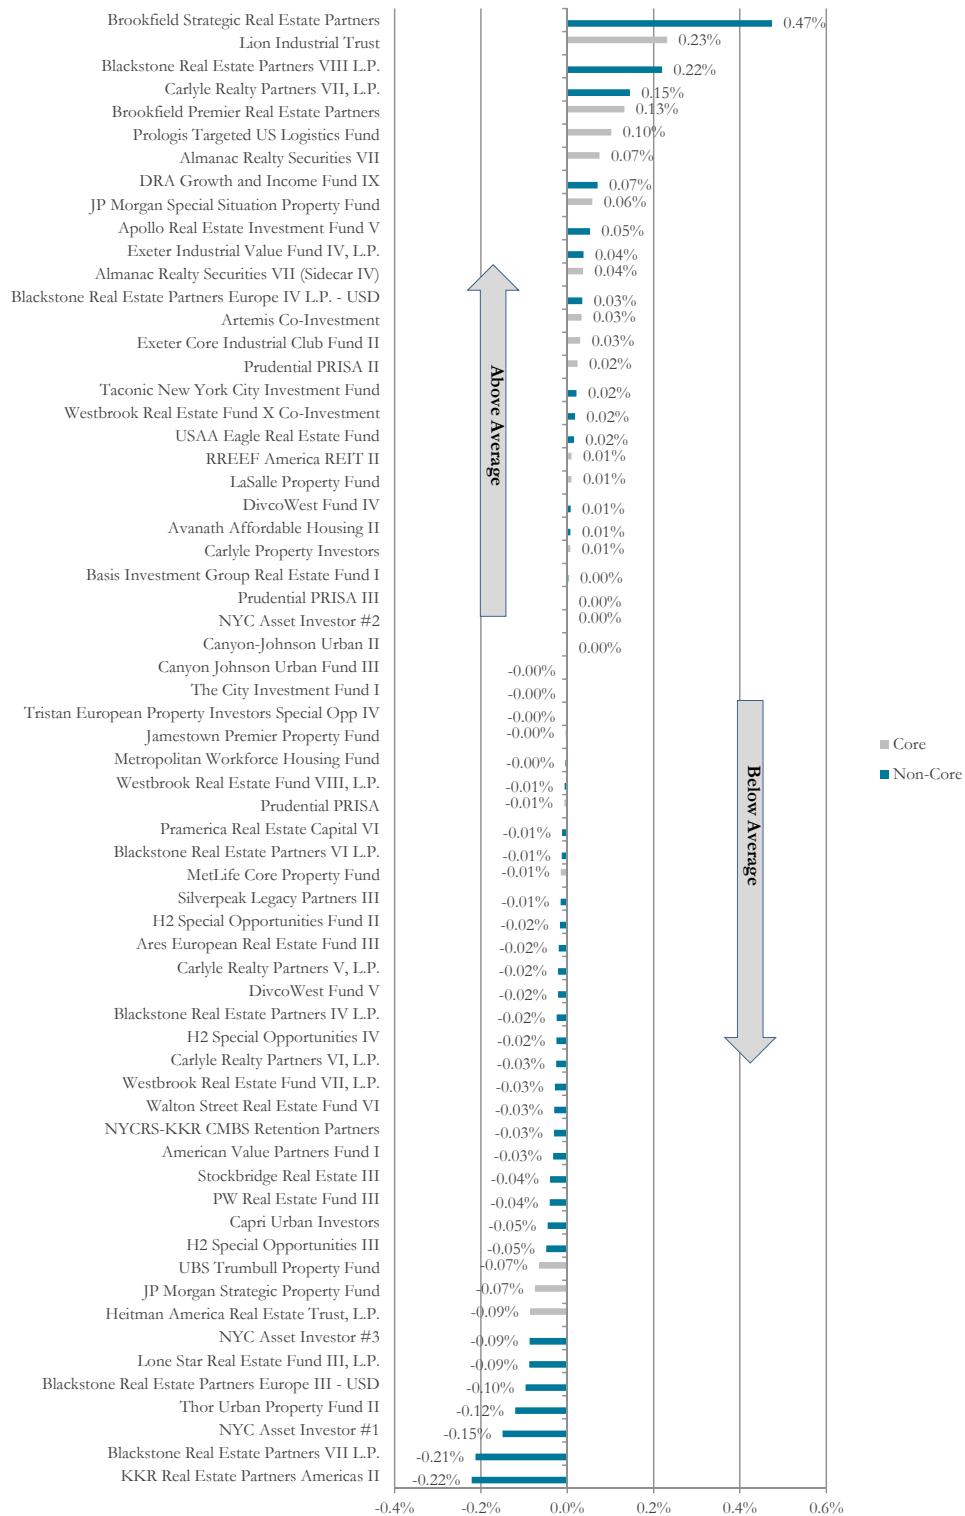 Brookfield Strategic Real Estate Partners 0.47%
Lion Industrial Trust 0.23%
Blackstone Real Estate Partners VIII L.P. 0.22%
Carlyle Realty Partners VII, L.P. 0.15%
Brookfield Premier Real Estate Partners 0.13%
Prologis Targeted US Logistics Fund 0.10%
Almanac Realty Securities VII 0.07%
DRA Growth and Income Fund IX 0.07%
JP Morgan Special Situation Property Fund 0.06%
Apollo Real Estate Investment Fund V 0.05%
Exeter Industrial Value Fund IV, L.P. 0.04%
Almanac Realty Securities VII (Sidecar IV) 0.04%
Blackstone Real Estate Partners Europe IV L.P. - USD 0.03%
Artemis Co-Investment 0.03%
Exeter Core Industrial Club Fund II 0.03%
Prudential PRISA II 0.02%
Taconic New York City Investment Fund 0.02%
Westbrook Real Estate Fund X Co-Investment 0.02%
USAA Eagle Real Estate Fund 0.02%
RREEF America REIT II 0.01%
LaSalle Property Fund 0.01%
DivcoWest Fund IV 0.01%
Avanath Affordable Housing II 0.01%
Carlyle Property Investors 0.01%
Basis Investment Group Real Estate Fund I 0.00%
Prudential PRISA III 0.00%
NYC Asset Investor #2 0.00%
Canyon-Johnson Urban II 0.00%
Above Average
Canyon Johnson Urban Fund III -0.00%
The City Investment Fund I -0.00%
Tristan European Property Investors Special Opp IV -0.00%
Jamestown Premier Property Fund -0.00%
Metropolitan Workforce Housing Fund -0.00%
Westbrook Real Estate Fund VIII, L.P. -0.01%
Prudential PRISA -0.01%
Pramerica Real Estate Capital VI -0.01%
Blackstone Real Estate Partners VI L.P. -0.01%
MetLife Core Property Fund -0.01%
Silverpeak Legacy Partners III -0.01%
H2 Special Opportunities Fund II -0.02%
Ares European Real Estate Fund III -0.02%
Carlyle Realty Partners V, L.P. -0.02%
DivcoWest Fund V -0.02%
Blackstone Real Estate Partners IV L.P. -0.02%
H2 Special Opportunities IV -0.02%
Carlyle Realty Partners VI, L.P. -0.03%
Westbrook Real Estate Fund VII, L.P. -0.03%
Walton Street Real Estate Fund VI -0.03%
NYCRS-KKR CMBS Retention Partners -0.03%
American Value Partners Fund I -0.03%
Stockbridge Real Estate III -0.04%
PW Real Estate Fund III -0.04%
Capri Urban Investors -0.05%
H2 Special Opportunities III -0.05%
UBS Trumbull Property Fund -0.07%
JP Morgan Strategic Property Fund -0.07%
Heitman America Real Estate Trust, L.P. -0.09%
NYC Asset Investor #3 -0.09%
Lone Star Real Estate Fund III, L.P. -0.09%
Blackstone Real Estate Partners Europe III - USD -0.10%
Thor Urban Property Fund II -0.12%
NYC Asset Investor #1 -0.15%
Blackstone Real Estate Partners VII L.P. -0.21%
KKR Real Estate Partners Americas II -0.22%
Below Average
Core
Non-Core
-0.4% -0.2% 0.0% 0.2% 0.4% 0.6%